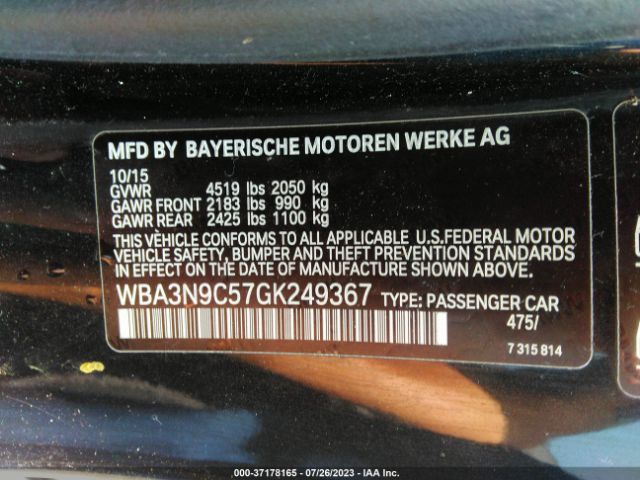 MFD BY BAYERISCHE MOTOREN WERKE AG
10/15
GVWR 4519 lbs 2050 kg
GAWR FRONT 2183 lbs 990 kg
GAWR REAR 2425 lbs 1100 kg
THIS VEHICLE CONFORMS TO ALL APPLICABLE U.S.FEDERAL MOTOR
VEHICLE SAFETY, BUMPER AND THEFT PREVENTION STANDARDS
IN EFFECT ON THE DATE OF MANUFACTURE SHOWN ABOVE.
WBA3N9C57GK249367 TYPE: PASSENGER CAR
475/
7 315 814
000-37178165 - 07/26/2023 - IAA Inc.